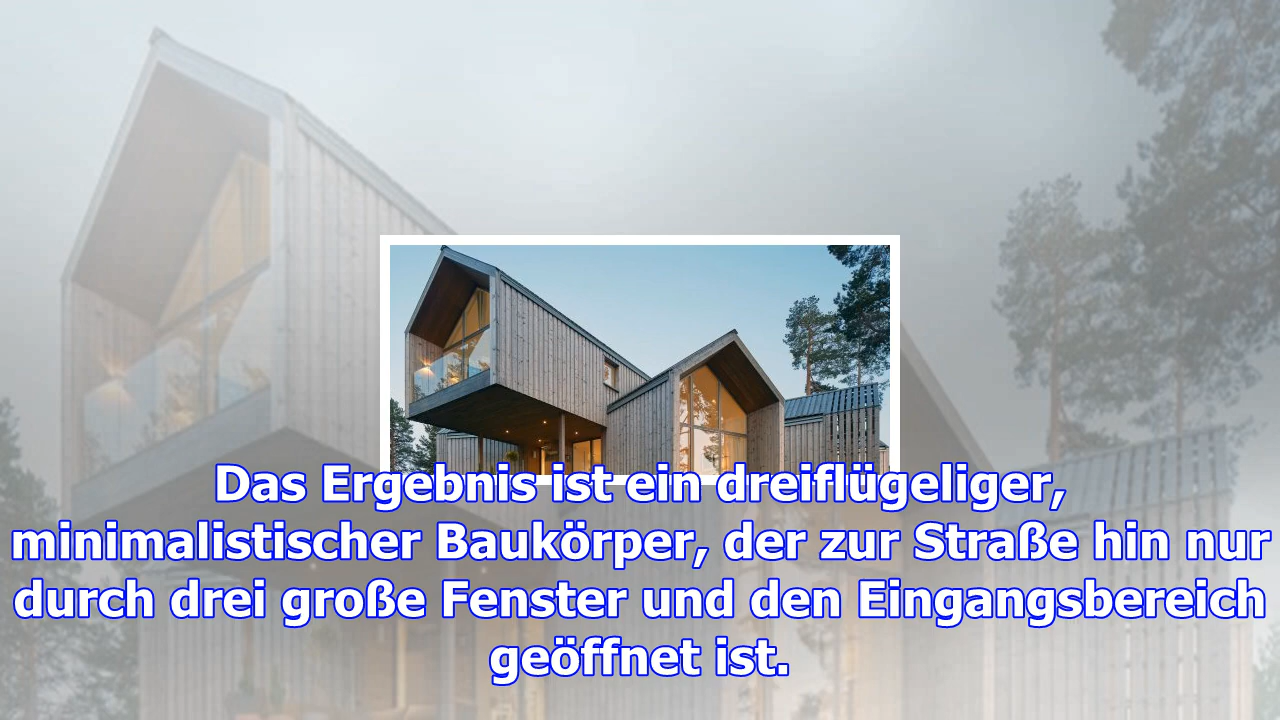 Das Ergebnis ist ein dreiflügeliger,
minimalistischer Baukörper, der zur Straße hin nur
durch drei große Fenster und den Eingangsbereich
geöffnet ist.